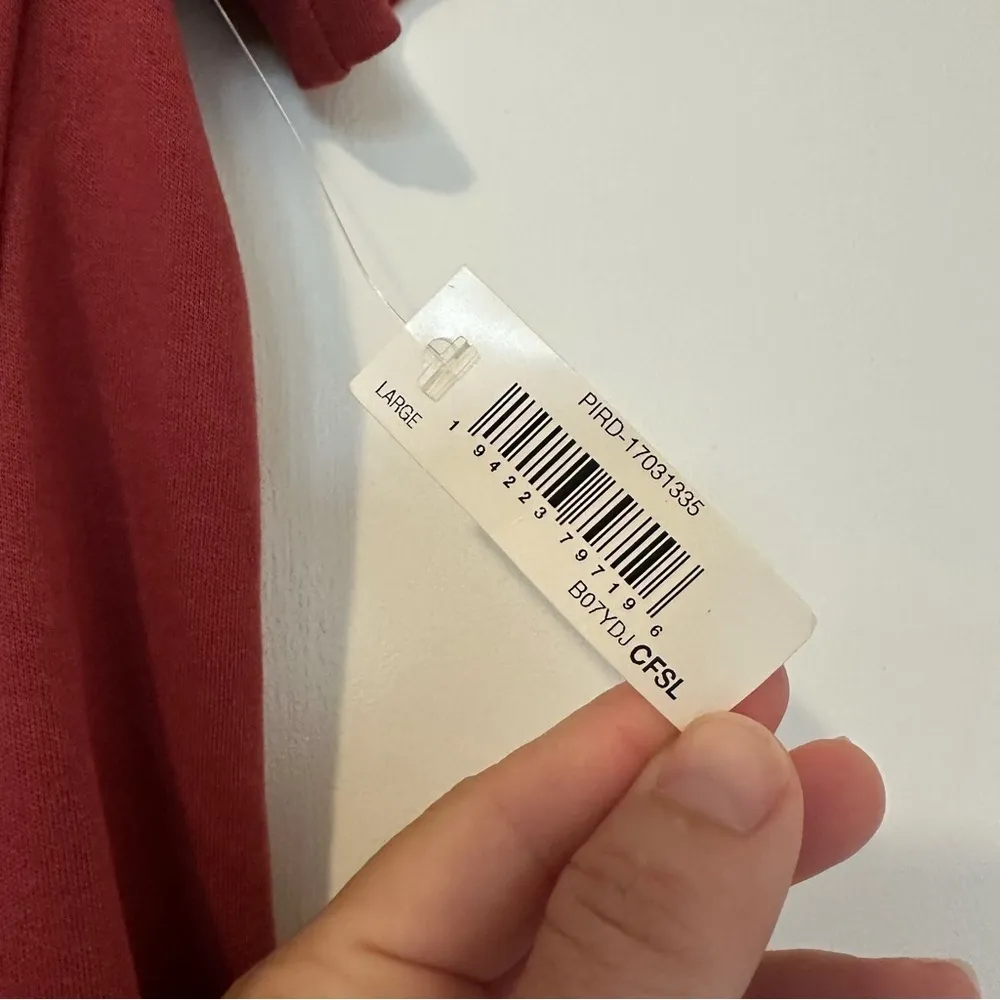 LARGE
PIRD-17031335
1 94223 79719 6
B07YDJ CFSL